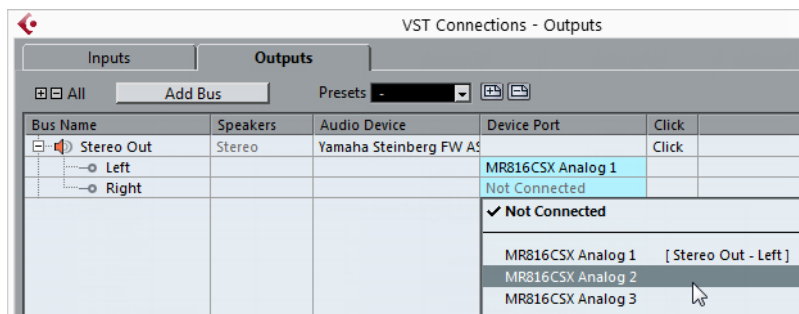 VST Connections - Outputs
Inputs Outputs
All Add Bus Presets -
Bus Name Speakers Audio Device Device Port Click
Stereo Out Stereo Yamaha Steinberg FW AS Click
Left MR816CSX Analog 1
Right Not Connected
✓ Not Connected
MR816CSX Analog 1 [ Stereo Out - Left ]
MR816CSX Analog 2
MR816CSX Analog 3